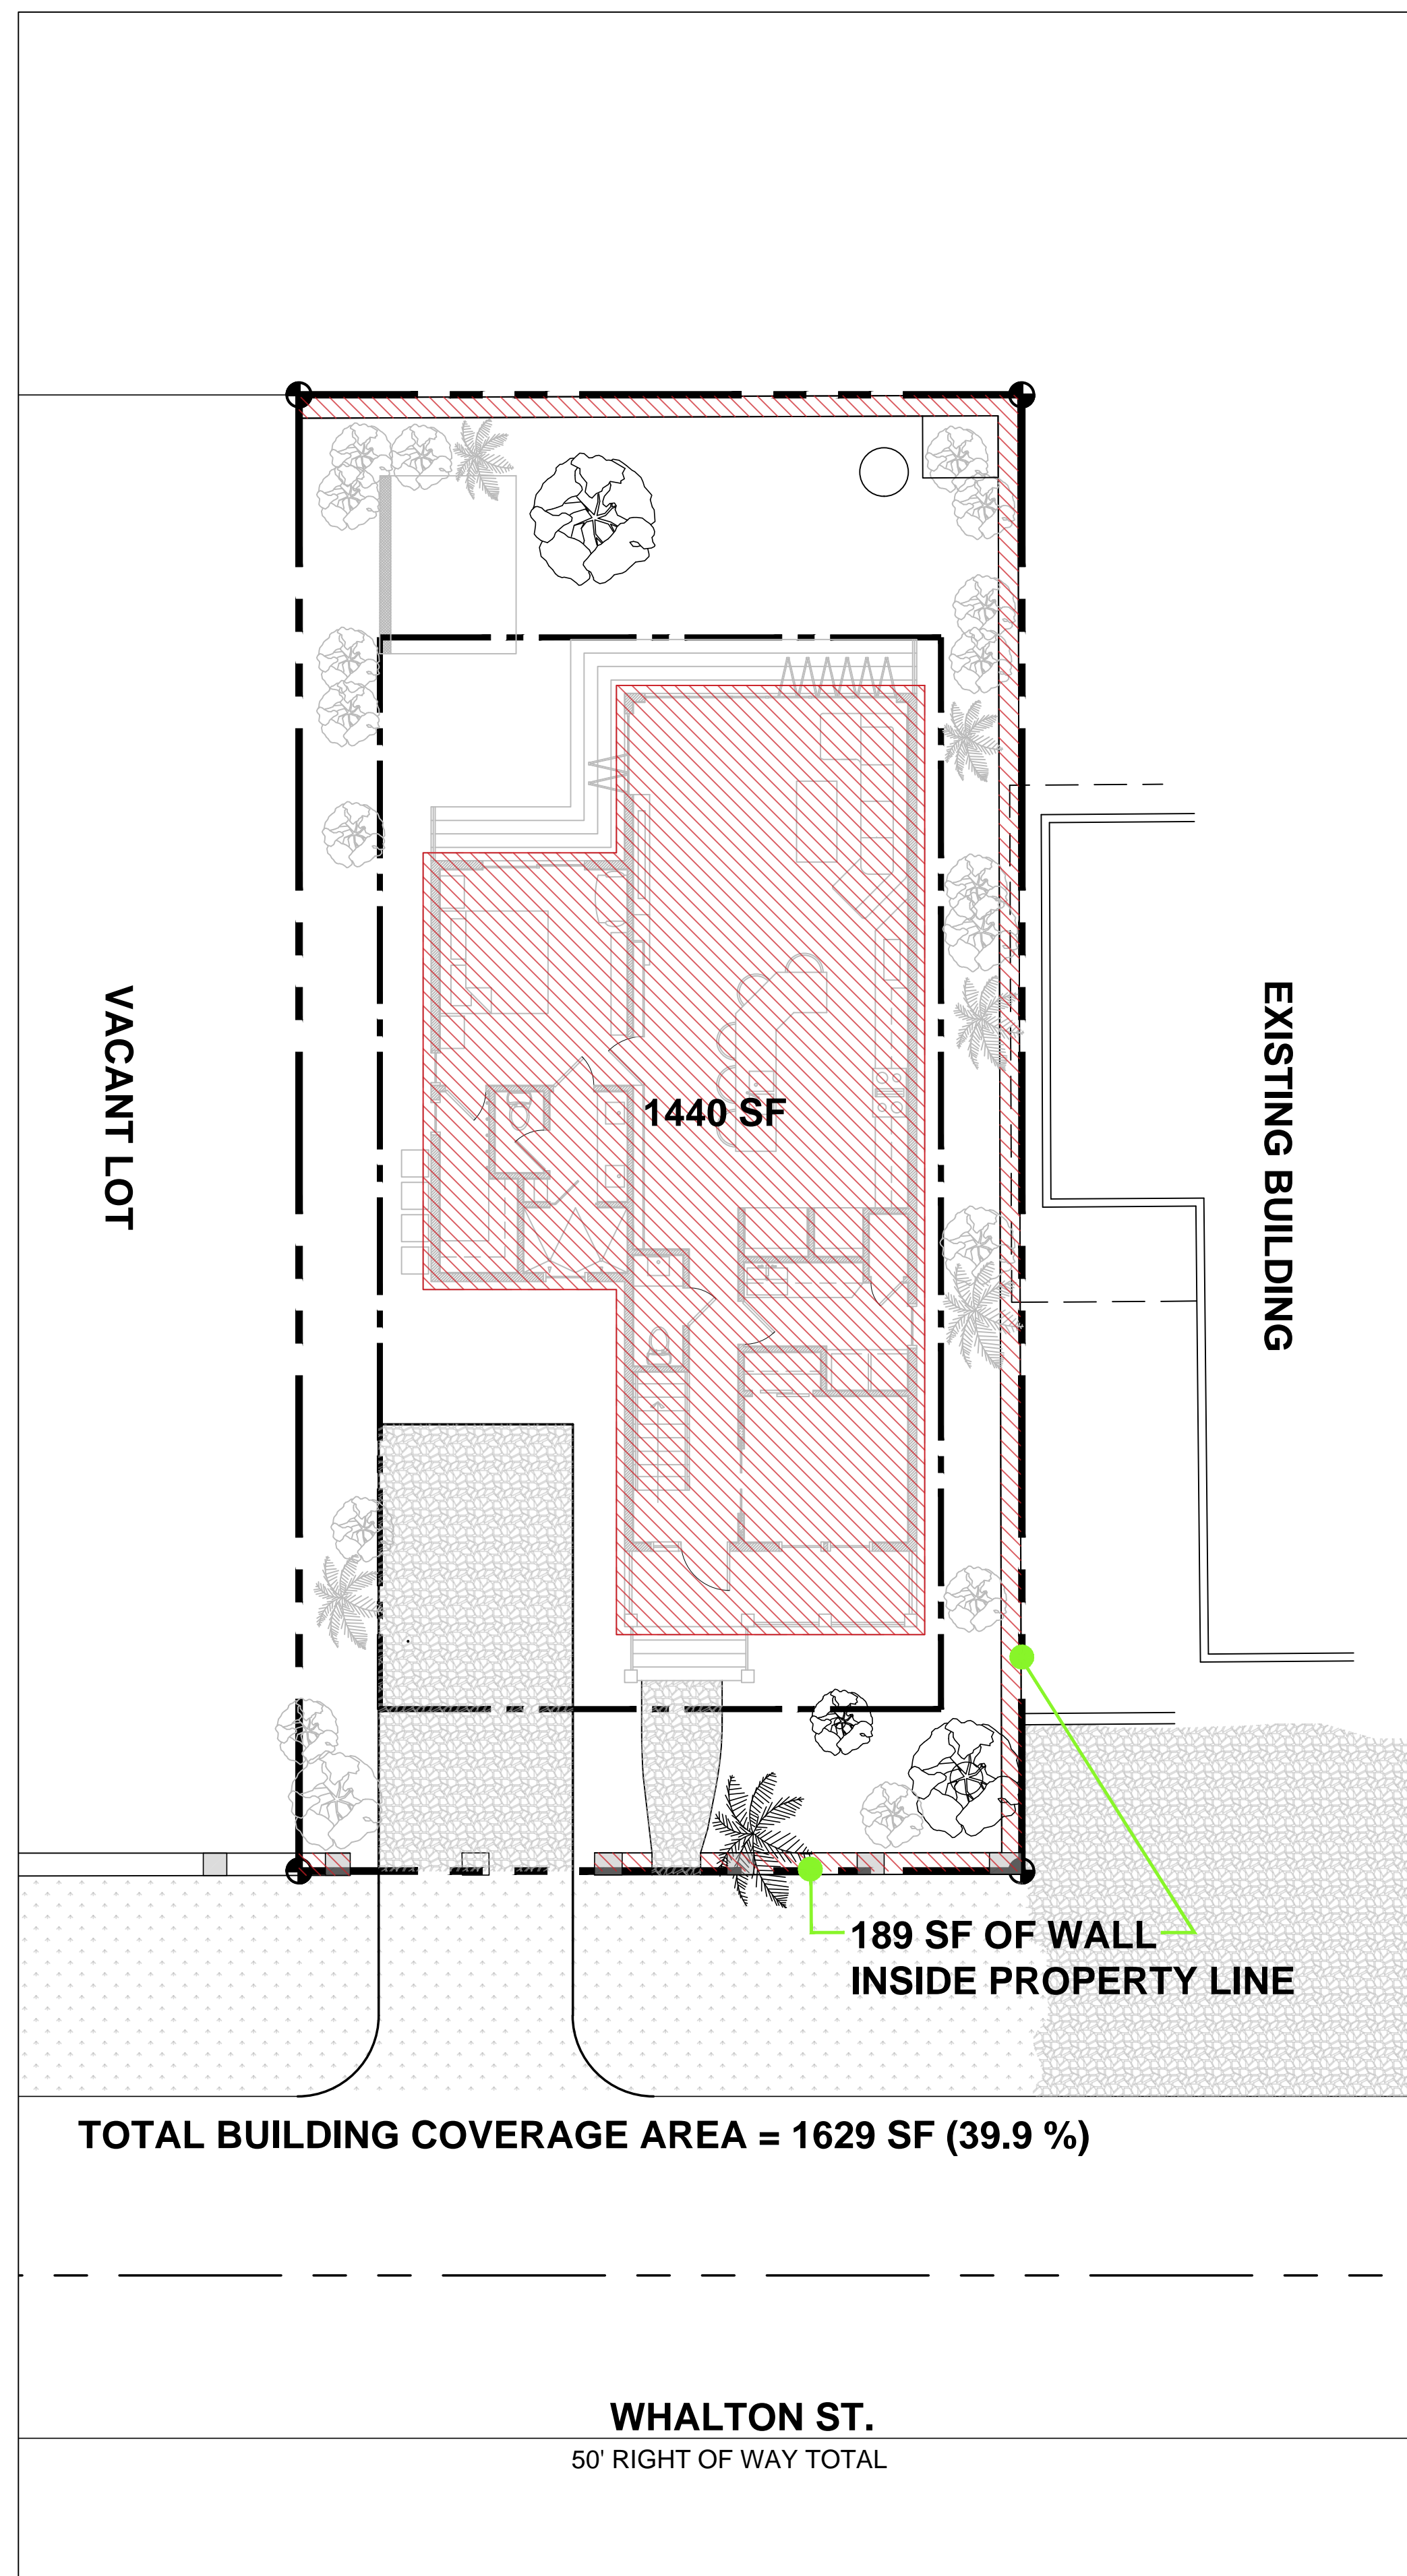 VACANT LOT
EXISTING BUILDING
1440 SF
189 SF OF WALL
INSIDE PROPERTY LINE
TOTAL BUILDING COVERAGE AREA = 1629 SF (39.9 %)
WHALTON ST.
50' RIGHT OF WAY TOTAL